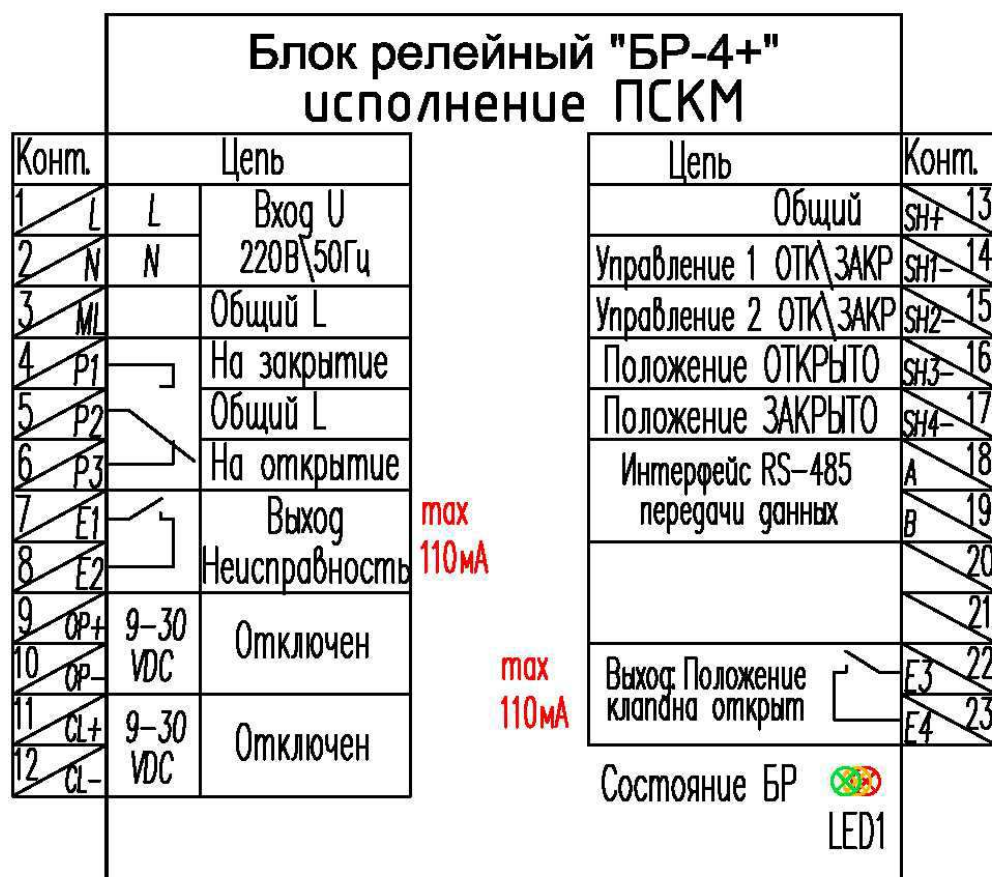 Блок релейный "БР-4+"
исполнение ПСКМ
Конт. Цепь
1 L L Вход U
2 N N 220В\50Гц
3 ML Общий L
4 P1 На закрытие
5 P2 Общий L
6 P3 На открытие
7 E1 Выход
8 E2 Неисправность
max
110мА
9 OP+ 9-30
Отключен
10 OP- VDC
11 CL+ 9-30
Отключен
12 CL- VDC
Цепь Конт.
Общий SH+ 13
Управление 1 ОТК\ЗАКР SH1- 14
Управление 2 ОТК\ЗАКР SH2- 15
Положение ОТКРЫТО SH3- 16
Положение ЗАКРЫТО SH4- 17
Интерфейс RS-485 A 18
передачи данных B 19
20
21
max
110мА
Выход: Положение E3 22
клапана открыт E4 23
Состояние БР
LED1